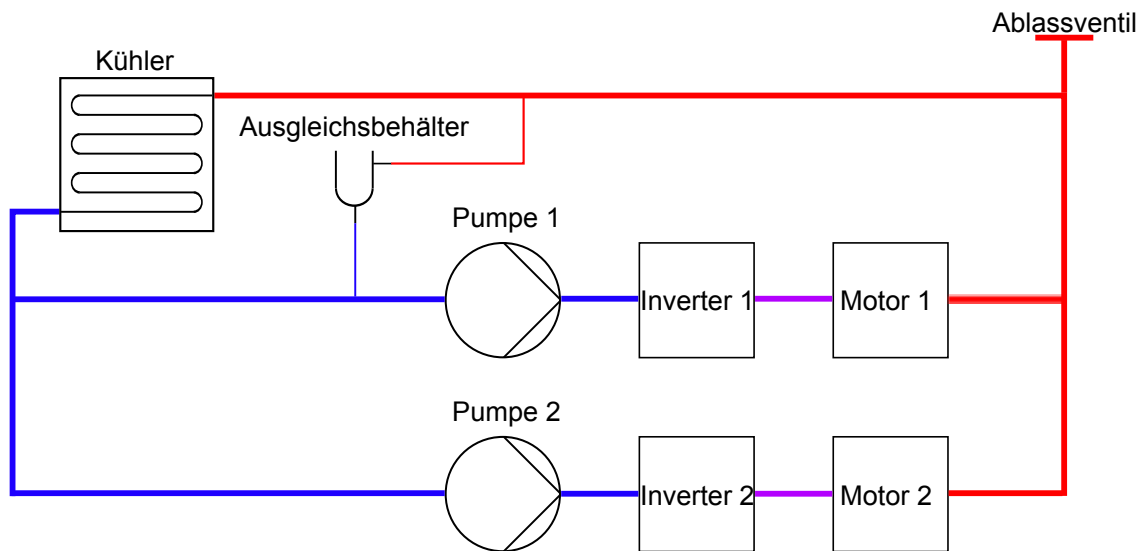 Ablassventil
Kühler
Ausgleichsbehälter
Pumpe 1
Inverter 1
Motor 1
Pumpe 2
Inverter 2
Motor 2